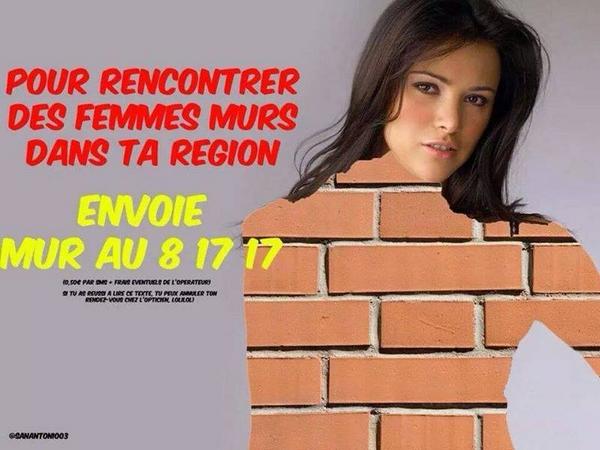 POUR RENCONTRER
DES FEMMES MURS
DANS TA REGION
ENVOIE
MUR AU 8 17 17
(0,50€ PAR SMS + FRAIS EVENTUELS DE L'OPERATEUR)
SI TU AS REUSSI A LIRE CE TEXTE, TU PEUX ANNULER TON
RENDEZ-VOUS CHEZ L'OPTICIEN, LOLILOL)
@SANANTONIO03